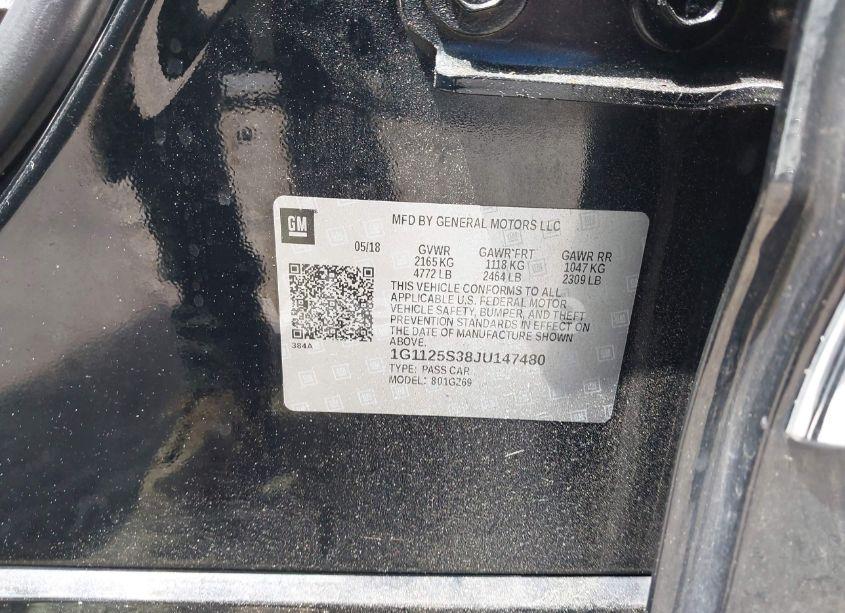 GM
MFD BY GENERAL MOTORS LLC
05/18 GVWR GAWR FRT GAWR RR
2165 KG 1118 KG 1047 KG
4772 LB 2464 LB 2309 LB
THIS VEHICLE CONFORMS TO ALL
APPLICABLE U.S. FEDERAL MOTOR
VEHICLE SAFETY, BUMPER, AND THEFT
PREVENTION STANDARDS IN EFFECT ON
THE DATE OF MANUFACTURE SHOWN
ABOVE.
384A
1G1125S38JU147480
TYPE: PASS CAR
MODEL: 801GZ69